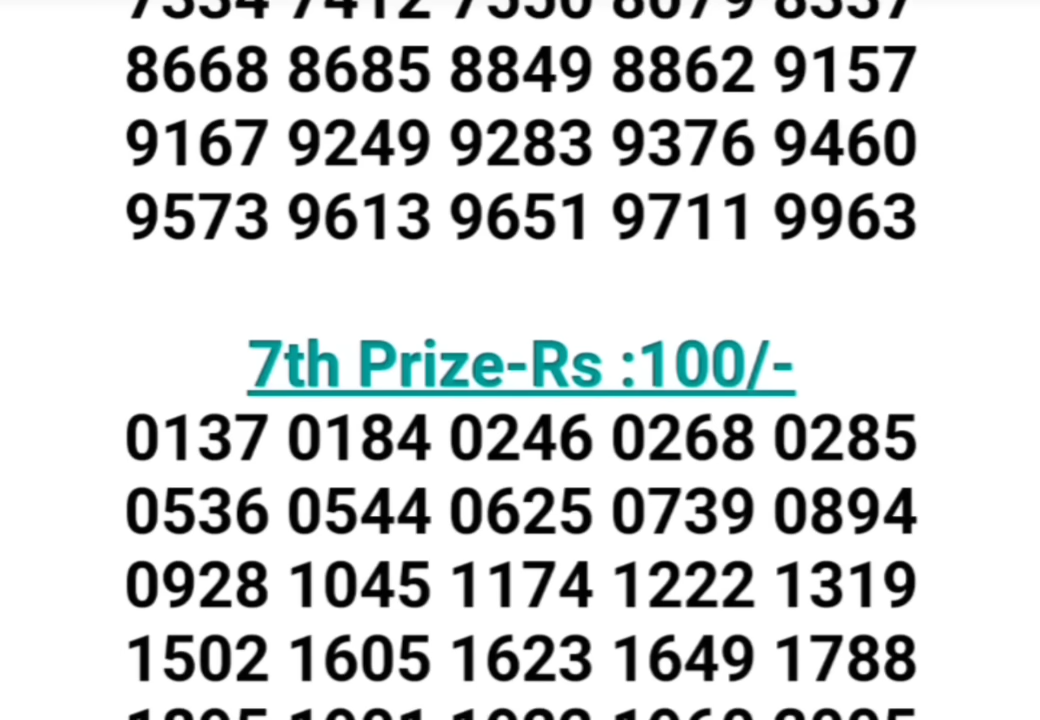 8668 8685 8849 8862 9157
9167 9249 9283 9376 9460
9573 9613 9651 9711 9963
7th Prize-Rs :100/-
0137 0184 0246 0268 0285
0536 0544 0625 0739 0894
0928 1045 1174 1222 1319
1502 1605 1623 1649 1788